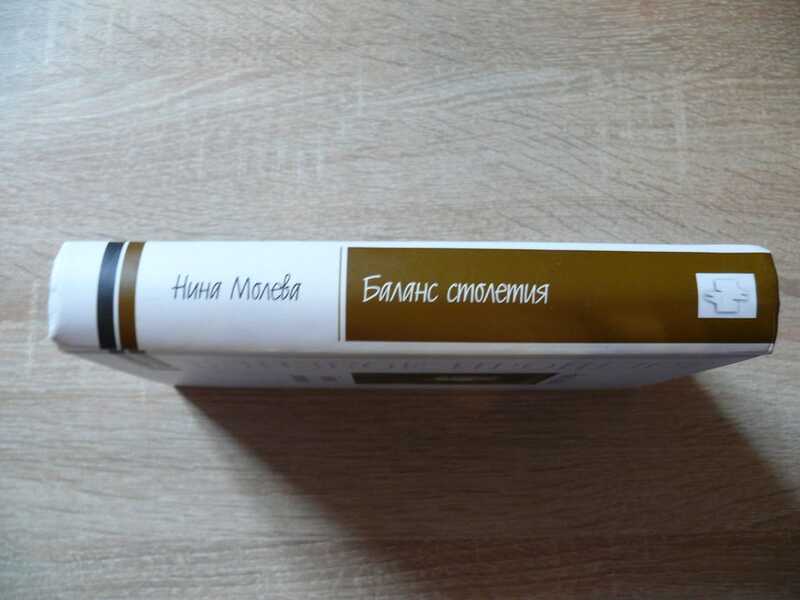 Нина Молева
Баланс столетия